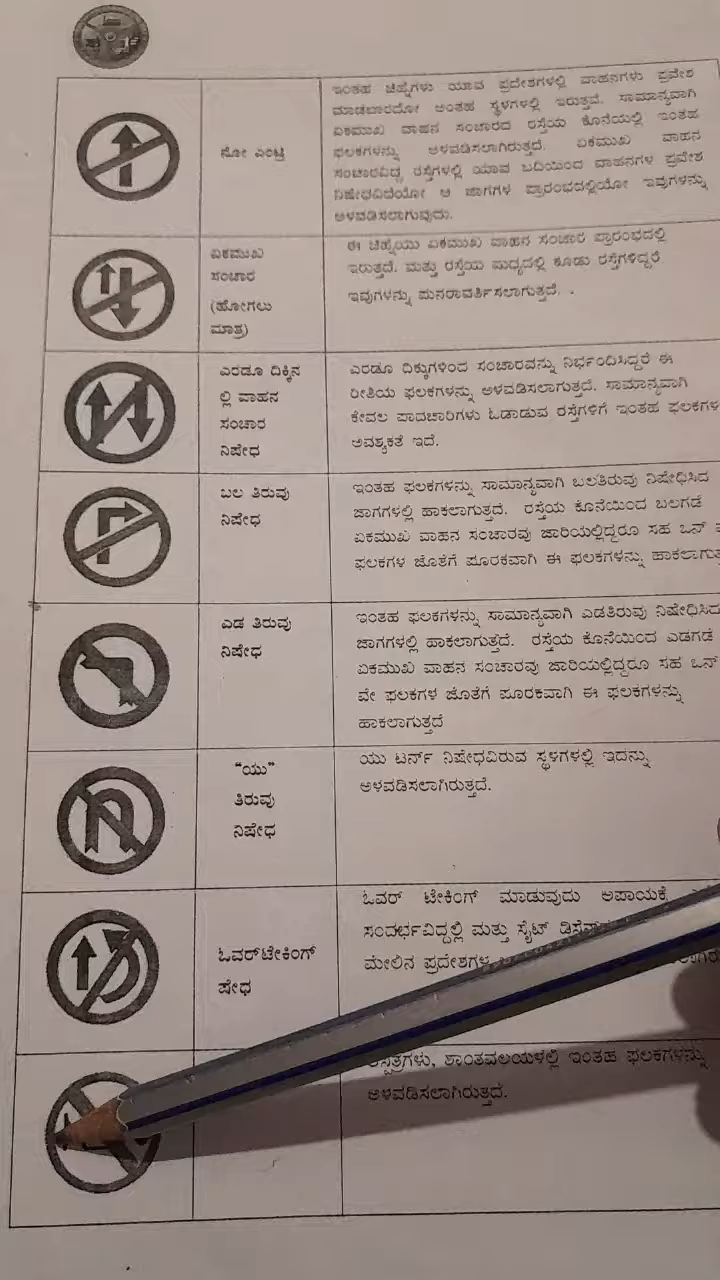 ನೋ ಎಂಟ್ರಿ
ಇಂತಹ ಚಿಹ್ನೆಗಳು ಯಾವ ಪ್ರದೇಶಗಳಲ್ಲಿ ವಾಹನಗಳು ಪ್ರವೇಶ
ಮಾಡಬಾರದೋ ಅಂತಹ ಸ್ಥಳಗಳಲ್ಲಿ ಇರುತ್ತವೆ. ಸಾಮಾನ್ಯವಾಗಿ
ಏಕಮುಖ ವಾಹನ ಸಂಚಾರದ ರಸ್ತೆಯ ಕೊನೆಯಲ್ಲಿ ಇಂತಹ
ಫಲಕಗಳನ್ನು ಅಳವಡಿಸಲಾಗಿರುತ್ತದೆ. ಏಕಮುಖ ವಾಹನ
ಸಂಚಾರವಿದ್ದ ರಸ್ತೆಗಳಲ್ಲಿ ಯಾವ ಬದಿಯಿಂದ ವಾಹನಗಳ ಪ್ರವೇಶ
ನಿಷೇಧವಿದೆಯೋ ಆ ಜಾಗಗಳ ಪ್ರಾರಂಭದಲ್ಲಿಯೋ ಇವುಗಳನ್ನು
ಅಳವಡಿಸಲಾಗುವುದು.
ಏಕಮುಖ
ಸಂಚಾರ
(ಹೋಗಲು
ಮಾತ್ರ)
ಈ ಚಿಹ್ನೆಯು ಏಕಮುಖ ವಾಹನ ಸಂಚಾರ ಪ್ರಾರಂಭದಲ್ಲಿ
ಇರುತ್ತದೆ. ಮತ್ತು ರಸ್ತೆಯ ಮಧ್ಯದಲ್ಲಿ ಕೂಡು ರಸ್ತೆಗಳಿದ್ದರೆ
ಇವುಗಳನ್ನು ಪುನರಾವರ್ತಿಸಲಾಗುತ್ತದೆ. .
ಎರಡೂ ದಿಕ್ಕಿನ
ಲ್ಲಿ ವಾಹನ
ಸಂಚಾರ
ನಿಷೇಧ
ಎರಡೂ ದಿಕ್ಕುಗಳಿಂದ ಸಂಚಾರವನ್ನು ನಿರ್ಭಂದಿಸಿದ್ದರೆ ಈ
ರೀತಿಯ ಫಲಕಗಳನ್ನು ಅಳವಡಿಸಲಾಗುತ್ತದೆ. ಸಾಮಾನ್ಯವಾಗಿ
ಕೇವಲ ಪಾದಚಾರಿಗಳು ಓಡಾಡುವ ರಸ್ತೆಗಳಿಗೆ ಇಂತಹ ಫಲಕಗಳ
ಅವಶ್ಯಕತೆ ಇದೆ.
ಬಲ ತಿರುವು
ನಿಷೇಧ
ಇಂತಹ ಫಲಕಗಳನ್ನು ಸಾಮಾನ್ಯವಾಗಿ ಬಲತಿರುವು ನಿಷೇಧಿಸಿದ
ಜಾಗಗಳಲ್ಲಿ ಹಾಕಲಾಗುತ್ತದೆ. ರಸ್ತೆಯ ಕೊನೆಯಿಂದ ಬಲಗಡೆ
ಏಕಮುಖ ವಾಹನ ಸಂಚಾರವು ಜಾರಿಯಲ್ಲಿದ್ದರೂ ಸಹ ಒನ್
ಫಲಕಗಳ ಜೊತೆಗೆ ಪೂರಕವಾಗಿ ಈ ಫಲಕಗಳನ್ನು
ಎಡ ತಿರುವು
ನಿಷೇಧ
ಇಂತಹ ಫಲಕಗಳನ್ನು ಸಾಮಾನ್ಯವಾಗಿ ಎಡತಿರುವು ನಿಷೇಧಿಸಿದ
ಜಾಗಗಳಲ್ಲಿ ಹಾಕಲಾಗುತ್ತದೆ. ರಸ್ತೆಯ ಕೊನೆಯಿಂದ ಎಡಗಡೆ
ಏಕಮುಖ ವಾಹನ ಸಂಚಾರವು ಜಾರಿಯಲ್ಲಿದ್ದರೂ ಸಹ ಒನ್
ವೇ ಫಲಕಗಳ ಜೊತೆಗೆ ಪೂರಕವಾಗಿ ಈ ಫಲಕಗಳನ್ನು
ಹಾಕಲಾಗುತ್ತದೆ
"ಯು"
ತಿರುವು
ನಿಷೇಧ
ಯು ಟರ್ನ್ ನಿಷೇಧವಿರುವ ಸ್ಥಳಗಳಲ್ಲಿ ಇದನ್ನು
ಅಳವಡಿಸಲಾಗಿರುತ್ತದೆ.
ಓವರ್‌ಟೇಕಿಂಗ್
ಷೇಧ
ಓವರ್ ಟೇಕಿಂಗ್ ಮಾಡುವುದು ಅಪಾಯಕ್ಕೆ
ಸಂದರ್ಭವಿದ್ದಲ್ಲಿ ಮತ್ತು ಸೈಟ್
ಮೇಲಿನ ಪ್ರದೇಶಗಳ
ಶಾಂತವಲಯಳಲ್ಲಿ ಇಂತಹ ಫಲಕಗಳನ್ನು
ಅಳವಡಿಸಲಾಗಿರುತ್ತದೆ.